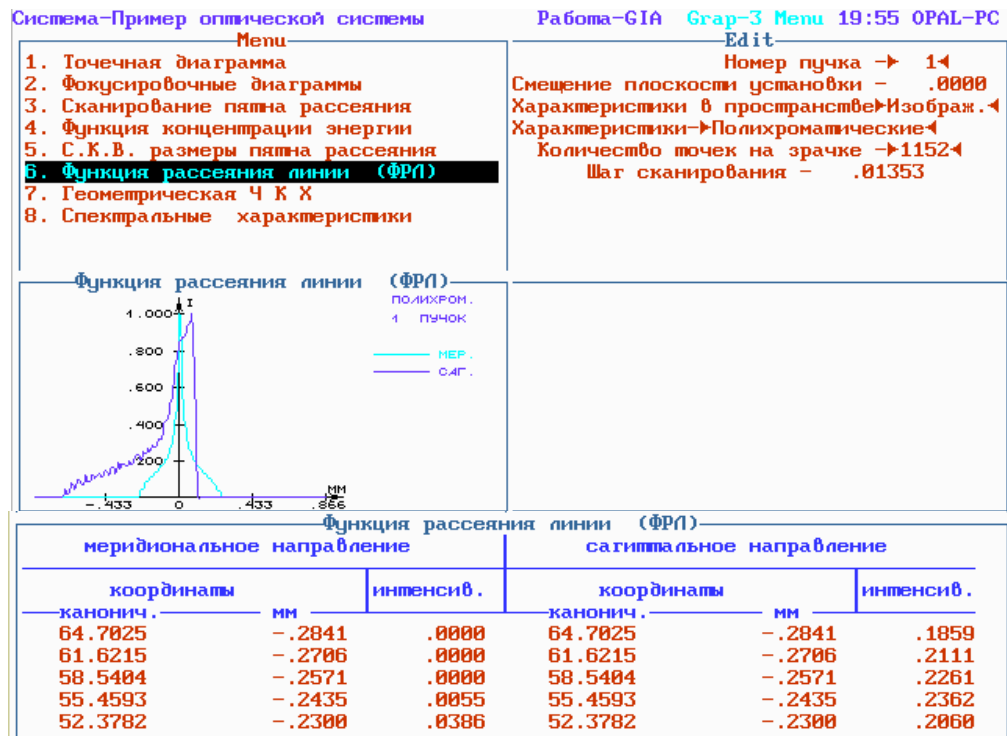 Система-Пример оптической системы Работа-GIA Grap-3 Menu 19:55 OPAL-PC
Menu
1. Точечная диаграмма
2. Фокусировочные диаграммы
3. Сканирование пятна рассеяния
4. Функция концентрации энергии
5. С.К.В. размеры пятна рассеяния
6. Функция рассеяния линии (ФРЛ)
7. Геометрическая Ч К Х
8. Спектральные характеристики
Edit
Номер пучка -► 1◄
Смещение плоскости установки - .0000
Характеристики в пространстве►Изображ.◄
Характеристики-►Полихроматические◄
Количество точек на зрачке -►1152◄
Шаг сканирования - .01353
Функция рассеяния линии (ФРЛ)
I
ПОЛИХРОМ.
1 ПУЧОК
МЕР.
САГ.
1.000
.800
.600
.400
.200
ММ
-.433 0 .433 .866
Функция рассеяния линии (ФРЛ)
меридиональное направление сагиттальное направление
координаты интенсив. координаты интенсив.
канонич. мм канонич. мм
64.7025 -.2841 .0000 64.7025 -.2841 .1859
61.6215 -.2706 .0000 61.6215 -.2706 .2111
58.5404 -.2571 .0000 58.5404 -.2571 .2261
55.4593 -.2435 .0055 55.4593 -.2435 .2362
52.3782 -.2300 .0386 52.3782 -.2300 .2060